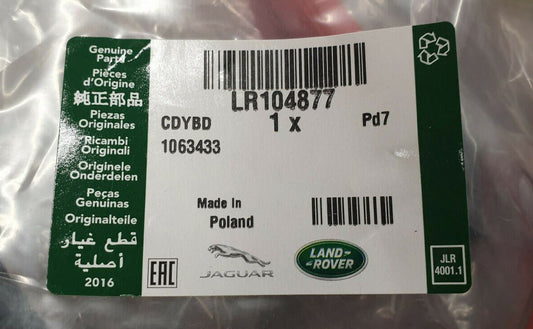 Genuine
Parts
Pièces
d'Origine
純正部品
Piezas
Originales
Ricambi
Originali
Originele
Onderdelen
Peças
Genuinas
Originalteile
قطع غيار
أصلية
2016
LR104877
CDYBD
1 x
Pd7
1063433
Made In
Poland
EAC
JAGUAR
LAND
ROVER
JLR
4001.1